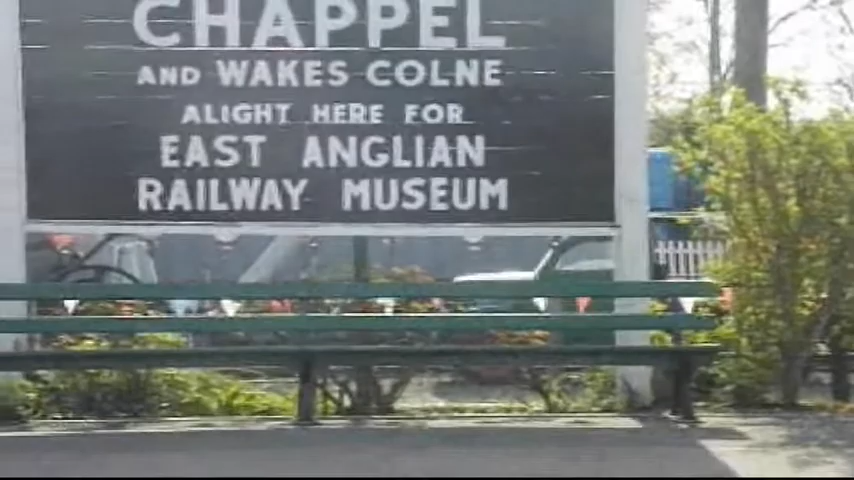 CHAPPEL
AND WAKES COLNE
ALIGHT HERE FOR
EAST ANGLIAN
RAILWAY MUSEUM